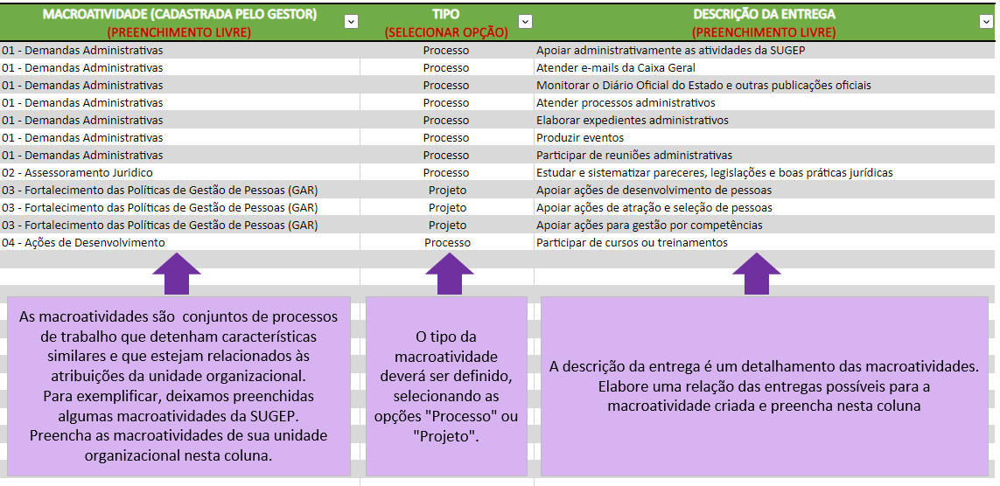 MACROATIVIDADE (CADASTRADA PELO GESTOR)
(PREENCHIMENTO LIVRE)
TIPO
(SELECIONAR OPÇÃO)
DESCRIÇÃO DA ENTREGA
(PREENCHIMENTO LIVRE)
01 - Demandas Administrativas Processo Apoiar administrativamente as atividades da SUGEP
01 - Demandas Administrativas Processo Atender e-mails da Caixa Geral
01 - Demandas Administrativas Processo Monitorar o Diário Oficial do Estado e outras publicações oficiais
01 - Demandas Administrativas Processo Atender processos administrativos
01 - Demandas Administrativas Processo Elaborar expedientes administrativos
01 - Demandas Administrativas Processo Produzir eventos
01 - Demandas Administrativas Processo Participar de reuniões administrativas
02 - Assessoramento Juridico Processo Estudar e sistematizar pareceres, legislações e boas práticas jurídicas
03 - Fortalecimento das Políticas de Gestão de Pessoas (GAR) Projeto Apoiar ações de desenvolvimento de pessoas
03 - Fortalecimento das Políticas de Gestão de Pessoas (GAR) Projeto Apoiar ações de atração e seleção de pessoas
03 - Fortalecimento das Políticas de Gestão de Pessoas (GAR) Projeto Apoiar ações para gestão por competências
04 - Ações de Desenvolvimento Processo Participar de cursos ou treinamentos
As macroatividades são conjuntos de processos
de trabalho que detenham características
similares e que estejam relacionados às
atribuições da unidade organizacional.
Para exemplificar, deixamos preenchidas
algumas macroatividades da SUGEP.
Preencha as macroatividades de sua unidade
organizacional nesta coluna.
O tipo da
macroatividade
deverá ser definido,
selecionando as
opções "Processo" ou
"Projeto".
A descrição da entrega é um detalhamento das macroatividades.
Elabore uma relação das entregas possíveis para a
macroatividade criada e preencha nesta coluna